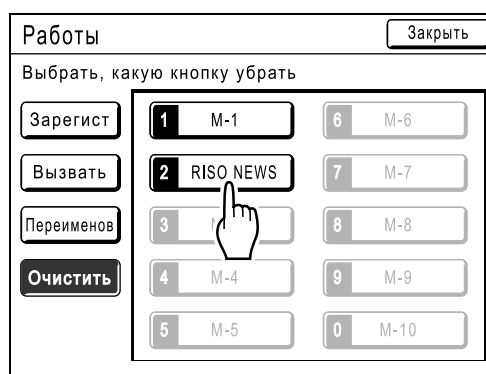 Работы Закрыть
Выбрать, какую кнопку убрать
Зарегист 1 M-1 6 M-6
Вызвать 2 RISO NEWS 7 M-7
Переименов 3 8 M-8
Очистить 4 M-4 9 M-9
5 M-5 0 M-10